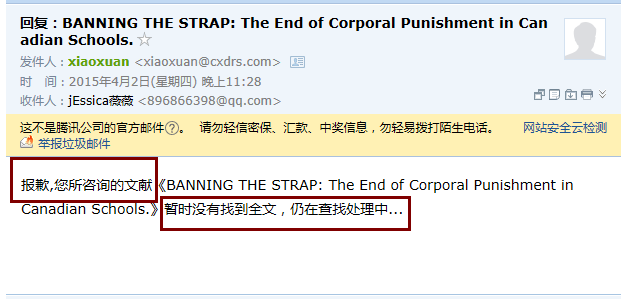 回复：BANNING THE STRAP: The End of Corporal Punishment in Can
adian Schools.
发件人：xiaoxuan <xiaoxuan@cxdrs.com>
时　间：2015年4月2日(星期四) 晚上11:28
收件人：jEssica薇薇 <896866398@qq.com>
这不是腾讯公司的官方邮件?。 请勿轻信密保、汇款、中奖信息，勿轻易拨打陌生电话。 网站安全云检测
举报垃圾邮件
报歉,您所咨询的文献《BANNING THE STRAP: The End of Corporal Punishment in
Canadian Schools.》暂时没有找到全文，仍在查找处理中...